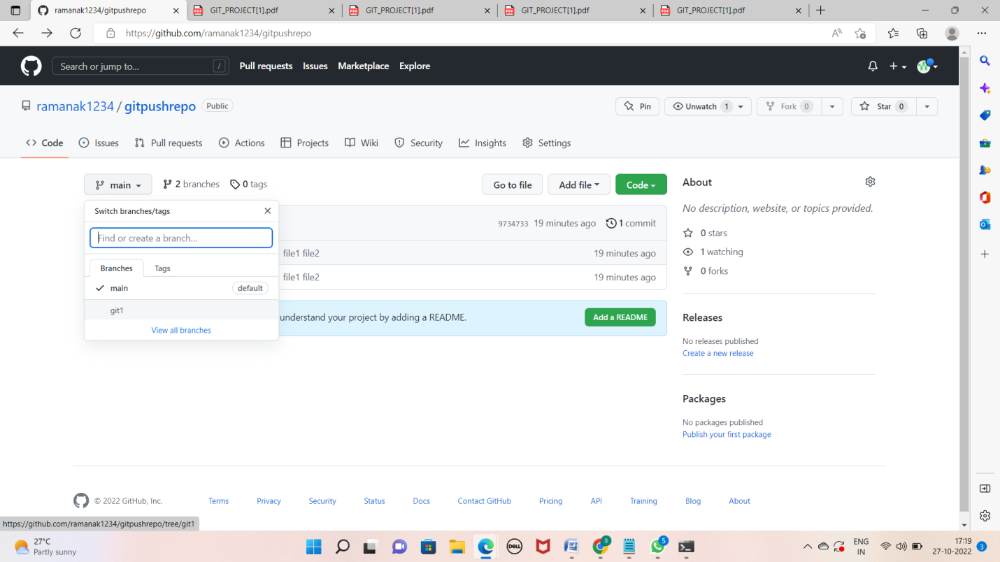 ramanak1234/gitpushrepo
GIT_PROJECT[1].pdf
GIT_PROJECT[1].pdf
GIT_PROJECT[1].pdf
GIT_PROJECT[1].pdf
https://github.com/ramanak1234/gitpushrepo
Search or jump to... /
Pull requests Issues Marketplace Explore
ramanak1234 / gitpushrepo Public
Pin Unwatch 1 Fork 0 Star 0
Code Issues Pull requests Actions Projects Wiki Security Insights Settings
main 2 branches 0 tags Go to file Add file Code
Switch branches/tags
Find or create a branch...
Branches Tags
main default
git1
View all branches
9734733 19 minutes ago 1 commit
file1 file2 19 minutes ago
file1 file2 19 minutes ago
understand your project by adding a README. Add a README
About
No description, website, or topics provided.
0 stars
1 watching
0 forks
Releases
No releases published
Create a new release
Packages
No packages published
Publish your first package
© 2022 GitHub, Inc. Terms Privacy Security Status Docs Contact GitHub Pricing API Training Blog About
https://github.com/ramanak1234/gitpushrepo/tree/git1
27°C
Partly sunny
DELL
S
5
ENG
IN
17:19
27-10-2022
3